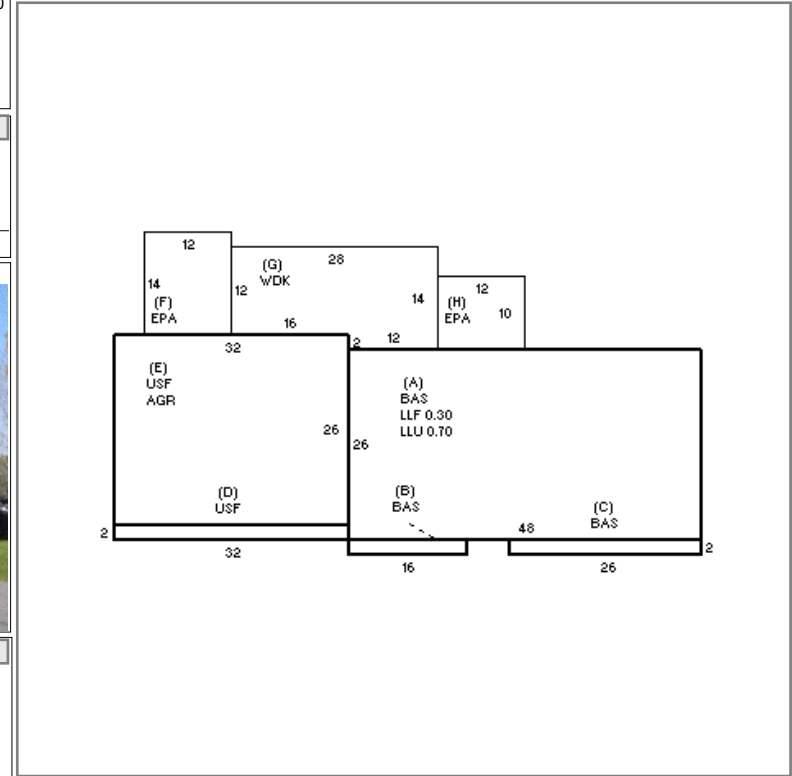 12
(G)
WDK
28
14
(F)
EPA
12
14
(H)
EPA
12
10
16
32
2
12
(E)
USF
AGR
(A)
BAS
LLF 0.30
LLU 0.70
26
26
(D)
USF
(B)
BAS
(C)
BAS
48
2
32
2
16
26